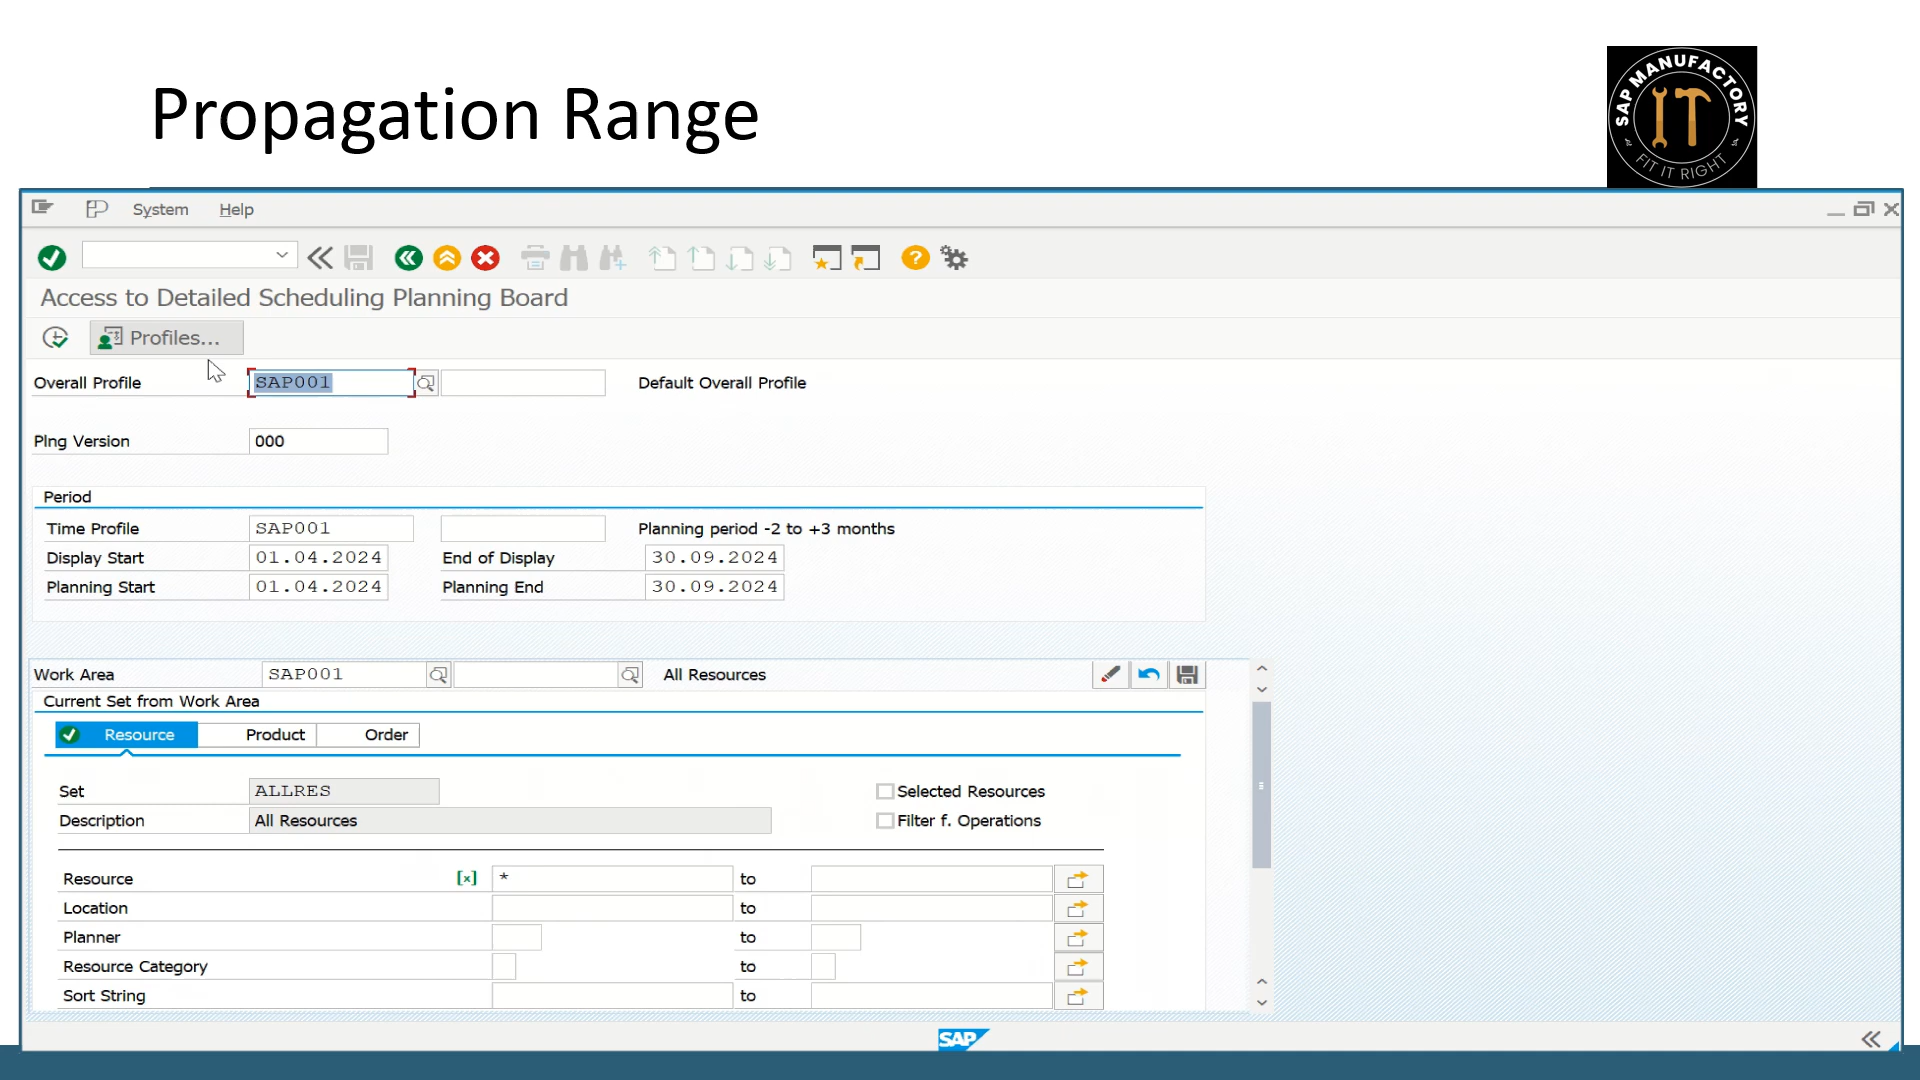 Propagation Range
SAP MANUFACTORY
IT
FIT IT RIGHT
System Help
Access to Detailed Scheduling Planning Board
Profiles...
Overall Profile SAP001 Default Overall Profile
Plng Version 000
Period
Time Profile SAP001 Planning period -2 to +3 months
Display Start 01.04.2024 End of Display 30.09.2024
Planning Start 01.04.2024 Planning End 30.09.2024
Work Area SAP001 All Resources
Current Set from Work Area
Resource Product Order
Set ALLRES Selected Resources
Description All Resources Filter f. Operations
Resource * to
Location to
Planner to
Resource Category to
Sort String to
SAP